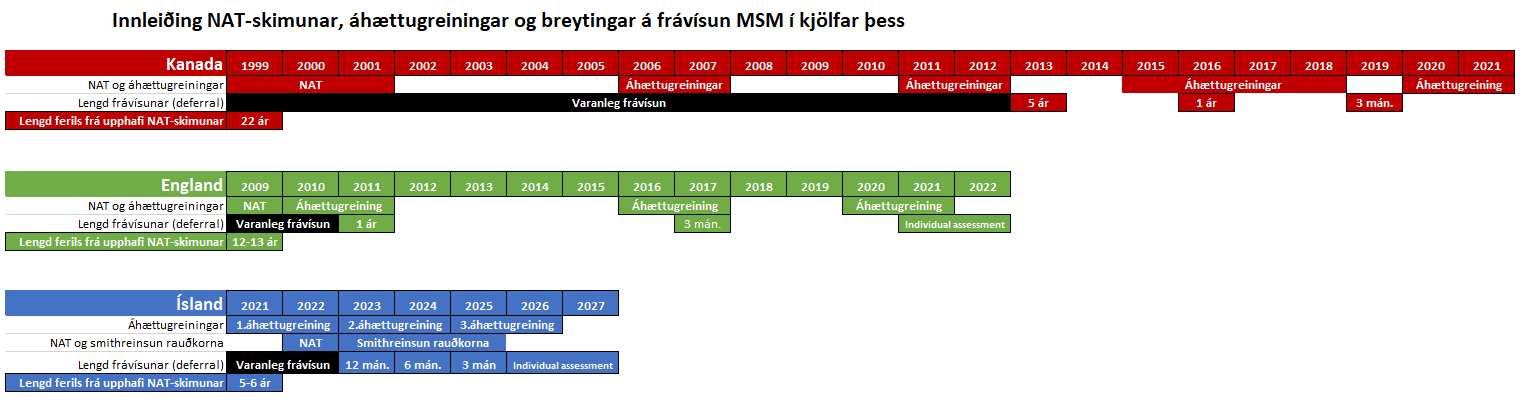 Innleiðing NAT-skimunar, áhættugreiningar og breytingar á frávísun MSM í kjölfar þess
Kanada 1999 2000 2001 2002 2003 2004 2005 2006 2007 2008 2009 2010 2011 2012 2013 2014 2015 2016 2017 2018 2019 2020 2021
NAT og áhættugreiningar NAT Áhættugreiningar Áhættugreiningar Áhættugreiningar Áhættugreining
Lengd frávísunar (deferral) Varanleg frávísun 5 ár 1 ár 3 mán.
Lengd ferils frá upphafi NAT-skimunar 22 ár
England 2009 2010 2011 2012 2013 2014 2015 2016 2017 2018 2019 2020 2021 2022
NAT og áhættugreiningar NAT Áhættugreining Áhættugreining Áhættugreining
Lengd frávísunar (deferral) Varanleg frávísun 1 ár 3 mán. Individual assessment
Lengd ferils frá upphafi NAT-skimunar 12-13 ár
Ísland 2021 2022 2023 2024 2025 2026 2027
Áhættugreiningar 1.áhættugreining 2.áhættugreining 3.áhættugreining
NAT og smithreinsun rauðkorna NAT Smithreinsun rauðkorna
Lengd frávísunar (deferral) Varanleg frávísun 12 mán. 6 mán. 3 mán Individual assessment
Lengd ferils frá upphafi NAT-skimunar 5-6 ár